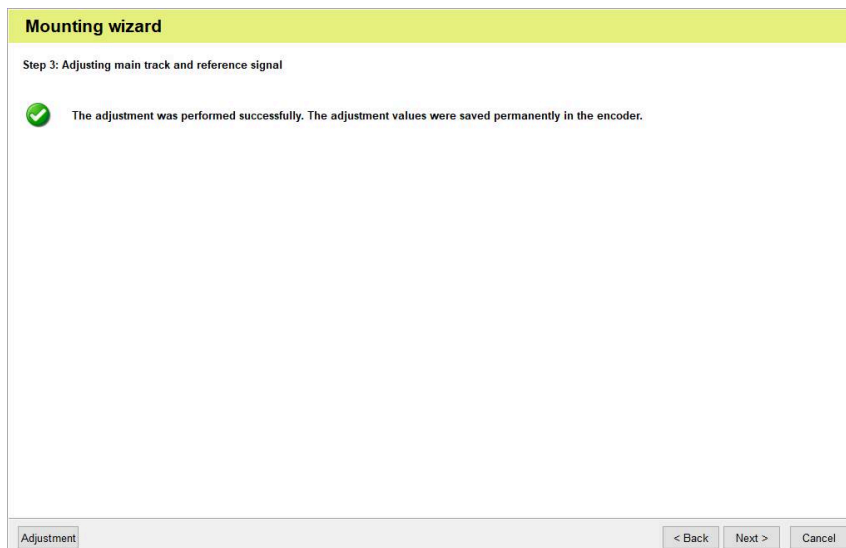 Mounting wizard
Step 3: Adjusting main track and reference signal
The adjustment was performed successfully. The adjustment values were saved permanently in the encoder.
Adjustment
< Back
Next >
Cancel